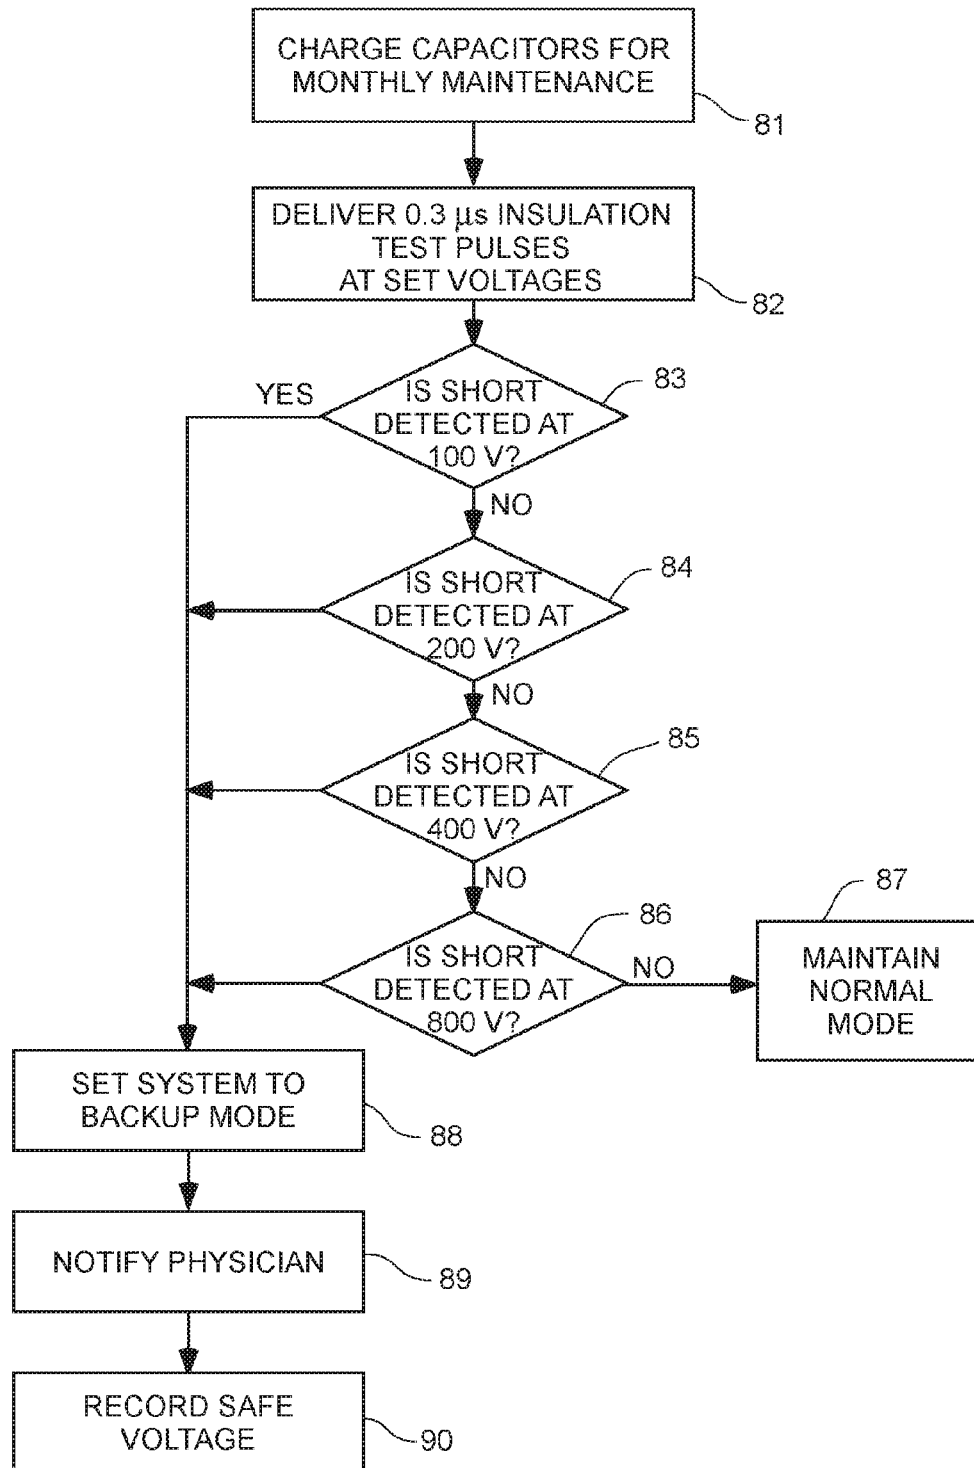 CHARGE CAPACITORS FOR
MONTHLY MAINTENANCE
81
DELIVER 0.3 µs INSULATION
TEST PULSES
AT SET VOLTAGES
82
YES
IS SHORT
DETECTED AT
100 V?
83
NO
IS SHORT
DETECTED AT
200 V?
84
NO
IS SHORT
DETECTED AT
400 V?
85
NO
IS SHORT
DETECTED AT
800 V?
86
NO
87
MAINTAIN
NORMAL
MODE
SET SYSTEM TO
BACKUP MODE
88
NOTIFY PHYSICIAN
89
RECORD SAFE
VOLTAGE
90